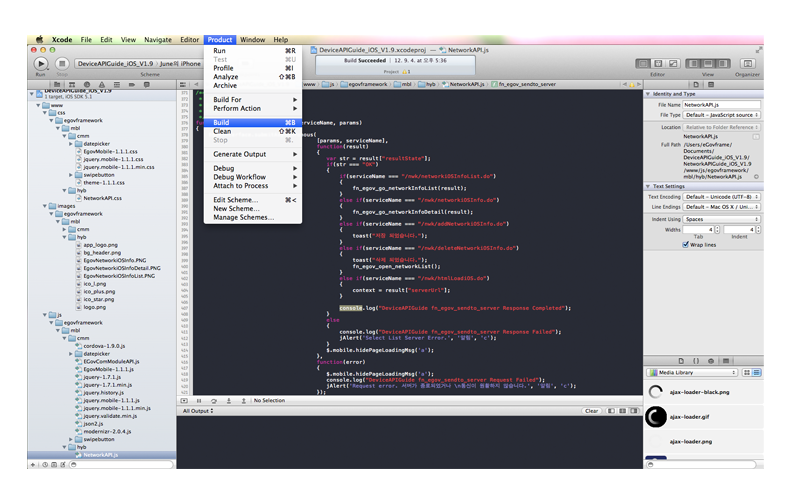 Xcode File Edit View Navigate Editor Product Window Help
DeviceAPIGuide_iOS_V1.9.xcodeproj — NetworkAPI.js
DeviceAPIGuide_iOS_V1.9 June의 iPhone
Build Succeeded 12. 9. 4. at 오후 5:36
Project
Run Scheme Editor View Organizer
Run ⌘R
Test ⌘U
Profile ⌘I
Analyze ⇧⌘B
Archive
Build For
Perform Action
Build ⌘B
Clean ⇧⌘K
Stop ⌘.
Generate Output
Debug
Debug Workflow
Attach to Process
Edit Scheme... ⌘<
New Scheme...
Manage Schemes...
DeviceAPIGuide_iOS_V1.9
1 target, iOS SDK 5.1
www
css
egovframework
mbl
cmm
datepicker
EgovMobile-1.1.1.css
jquery.mobile-1.1.1.css
jquery.mobile-1.1.1.min.css
swipebutton
theme-1.1.1.css
hyb
NetworkAPI.css
images
egovframework
mbl
cmm
hyb
app_logo.png
bg_header.png
EgovNetworkiOSInfo.PNG
EgovNetworkiOSInfoDetail.PNG
EgovNetworkiOSInfoList.PNG
ico_l.png
ico_plus.png
ico_star.png
logo.png
js
egovframework
mbl
cmm
cordova-1.9.0.js
datepicker
EGovComModuleAPI.js
EgovMobile-1.1.1.js
jquery-1.7.1.js
jquery-1.7.1.min.js
jquery.history.js
jquery.mobile-1.1.1.js
jquery.mobile-1.1.1.min.js
jquery.validate.min.js
json2.js
modernizr-2.0.4.js
swipebutton
hyb
NetworkAPI.js
www js egovframework mbl hyb NetworkAPI.js fn_egov_sendto_server
serviceName, params)
[params, serviceName],
function(result)
{
var str = result["resultState"];
if(str === "OK")
{
if(serviceName === "/nwk/networkiOSInfoList.do")
{
fn_egov_go_networkInfoList(result);
}
else if(serviceName === "/nwk/networkiOSInfo.do")
{
fn_egov_go_networkInfoDetail(result);
}
else if(serviceName === "/nwk/addNetworkiOSInfo.do")
{
toast("저장 되었습니다.");
}
else if(serviceName === "/nwk/deleteNetworkiOSInfo.do")
{
toast("삭제 되었습니다.");
fn_egov_open_networkList();
}
else if(serviceName === "/nwk/htmlLoadiOS.do")
{
context = result["serverUrl"];
}
console.log("DeviceAPIGuide fn_egov_sendto_server Response Completed");
}
else
{
console.log("DeviceAPIGuide fn_egov_sendto_server Response Failed");
jAlert('Select List Server Error.', '알림', 'c');
}
$.mobile.hidePageLoadingMsg('a');
},
function(error)
{
$.mobile.hidePageLoadingMsg('a');
console.log("DeviceAPIGuide fn_egov_sendto_server Request Failed");
jAlert("Request error. 서버가 종료되었거나 \n통신이 원활하지 않습니다.", '알림', 'c');
});
No Selection
All Output Clear
Identity and Type
File Name NetworkAPI.js
File Type Default - JavaScript source
Location Relative to Folder Reference
Full Path /Users/eGovframe/
Documents/
DeviceAPIGuide_iOS_V1.9/
DeviceAPIGuide_iOS_V1.9
/www/js/egovframework/
mbl/hyb/NetworkAPI.js
Text Settings
Text Encoding Default - Unicode (UTF-8)
Line Endings Default - Mac OS X / Uni...
Indent Using Spaces
Widths 4 4
Tab Indent
Wrap lines
Media Library
ajax-loader-black.png
ajax-loader.gif
ajax-loader.png